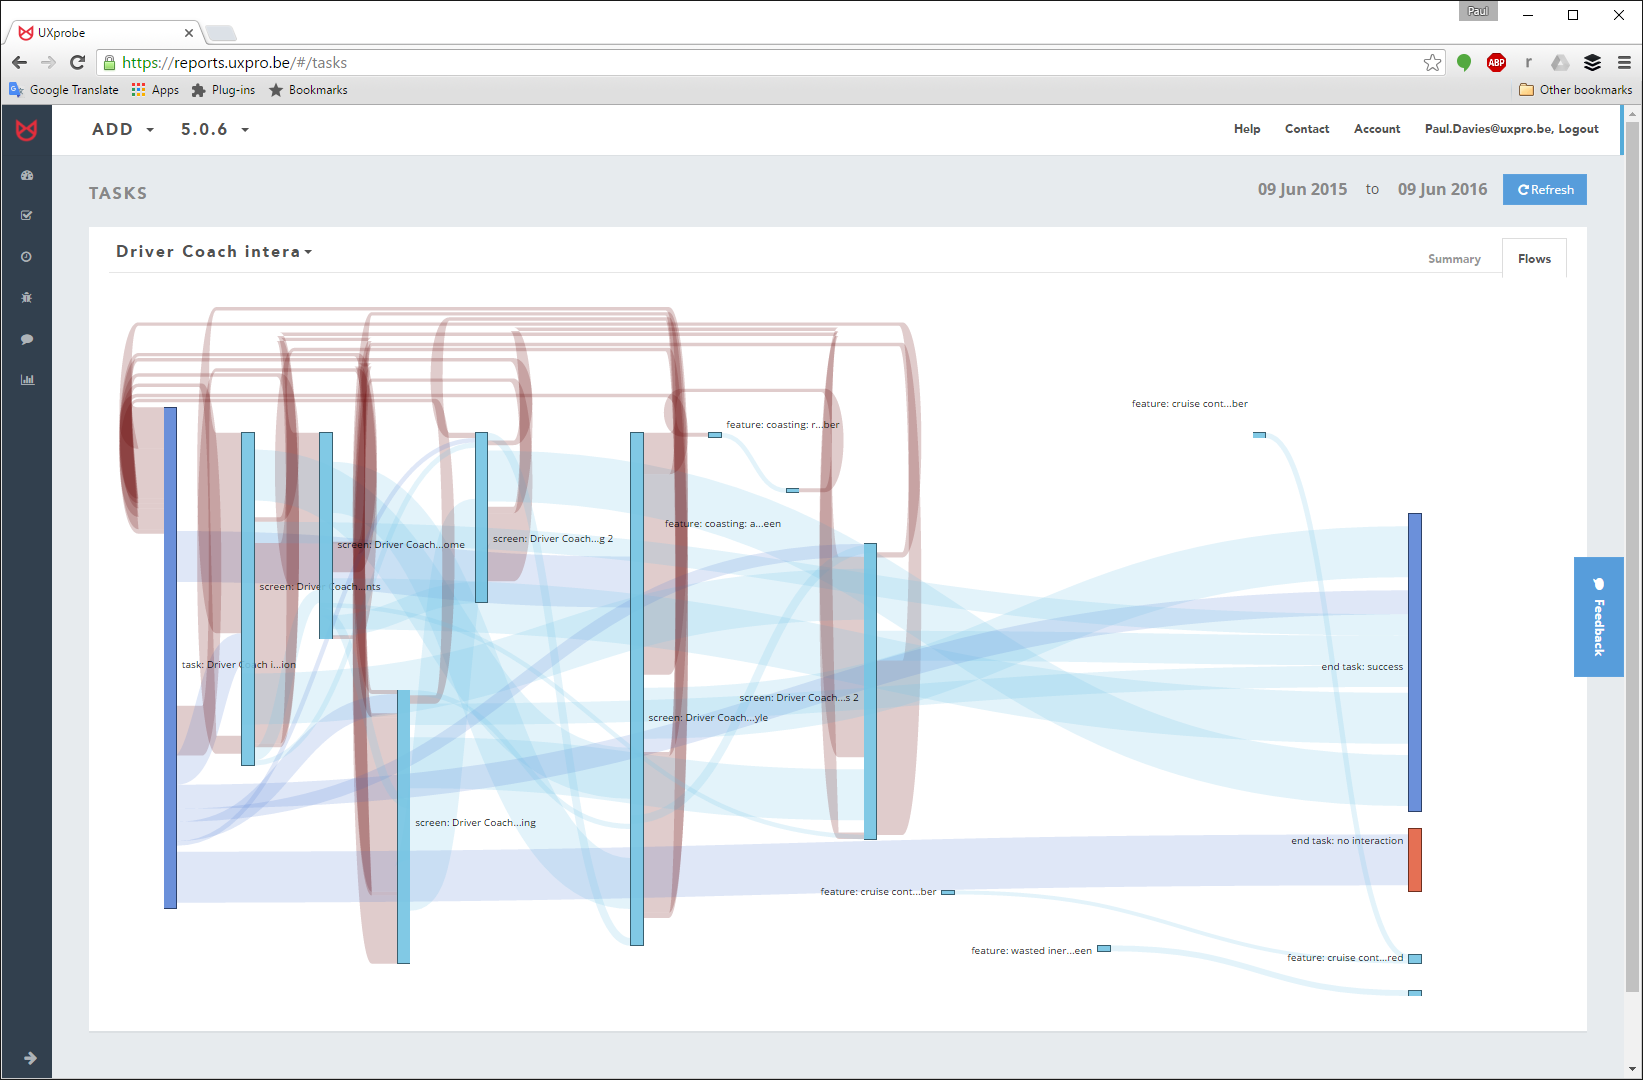 Paul
UXprobe
https://reports.uxpro.be/#/tasks
ABP
r
Google Translate Apps Plug-ins Bookmarks Other bookmarks
ADD 5.0.6 Help Contact Account Paul.Davies@uxpro.be, Logout
TASKS 09 Jun 2015 to 09 Jun 2016 Refresh
Driver Coach intera
Summary Flows
feature: cruise cont...ber
feature: coasting: r...ber
feature: coasting: a...een
screen: Driver Coach...g 2
screen: Driver Coach...ome
screen: Driver Coach...nts
Feedback
task: Driver Coach i...ion
end task: success
screen: Driver Coach...s 2
screen: Driver Coach...yle
screen: Driver Coach...ing
end task: no interaction
feature: cruise cont...ber
feature: wasted iner...een
feature: cruise cont...red